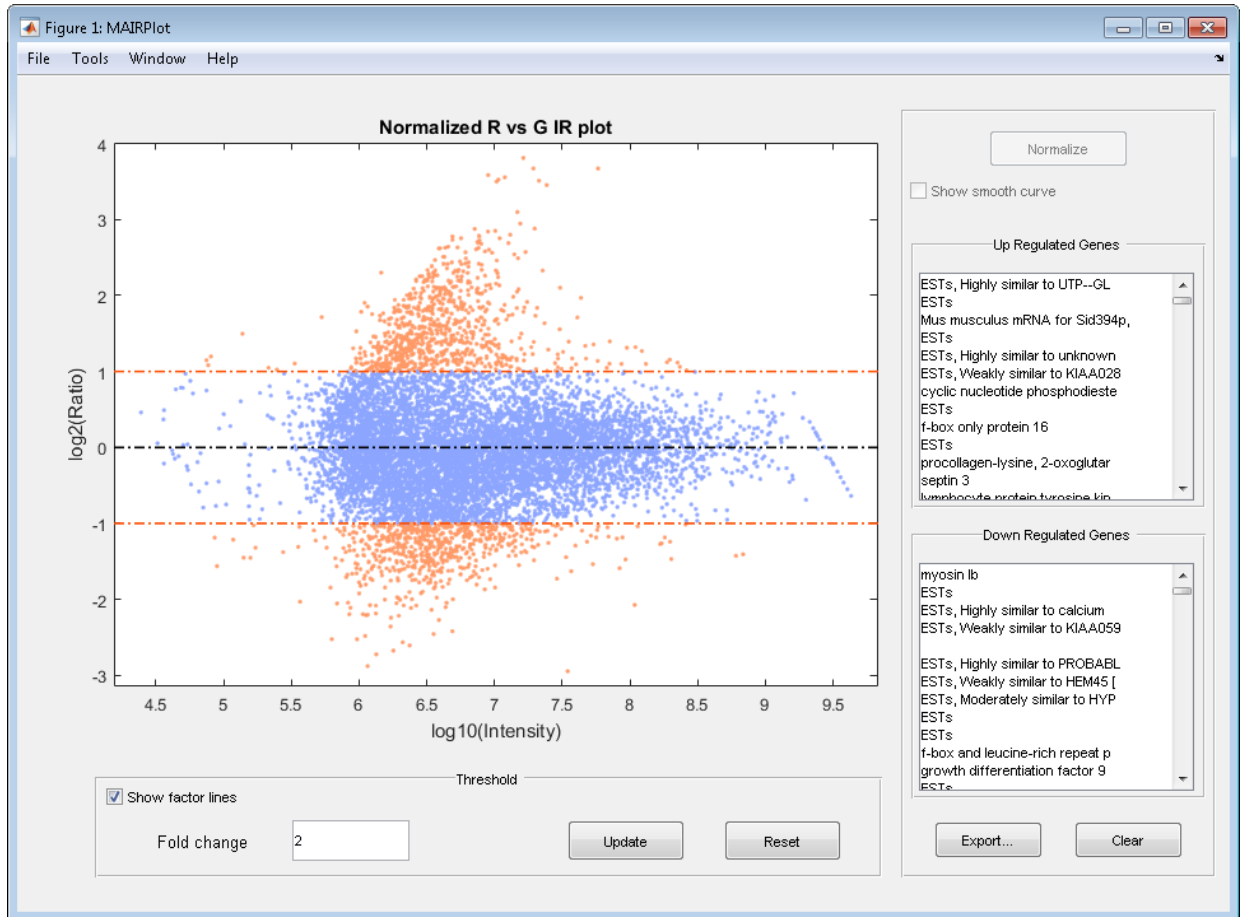 Figure 1: MAIRPlot
File Tools Window Help
Normalized R vs G IR plot
4
3
2
1
0
-1
-2
-3
log2(Ratio)
4.5 5 5.5 6 6.5 7 7.5 8 8.5 9 9.5
log10(Intensity)
Threshold
Show factor lines
Fold change 2 Update Reset
Normalize
Show smooth curve
Up Regulated Genes
ESTs, Highly similar to UTP--GL
ESTs
Mus musculus mRNA for Sid394p,
ESTs
ESTs, Highly similar to unknown
ESTs, Weakly similar to KIAA028
cyclic nucleotide phosphodieste
ESTs
f-box only protein 16
ESTs
procollagen-lysine, 2-oxoglutar
septin 3
lymphocyte protein tyrosine kin
Down Regulated Genes
myosin Ib
ESTs
ESTs, Highly similar to calcium
ESTs, Weakly similar to KIAA059
ESTs, Highly similar to PROBABL
ESTs, Weakly similar to HEM45 [
ESTs, Moderately similar to HYP
ESTs
ESTs
f-box and leucine-rich repeat p
growth differentiation factor 9
ESTs
Export... Clear